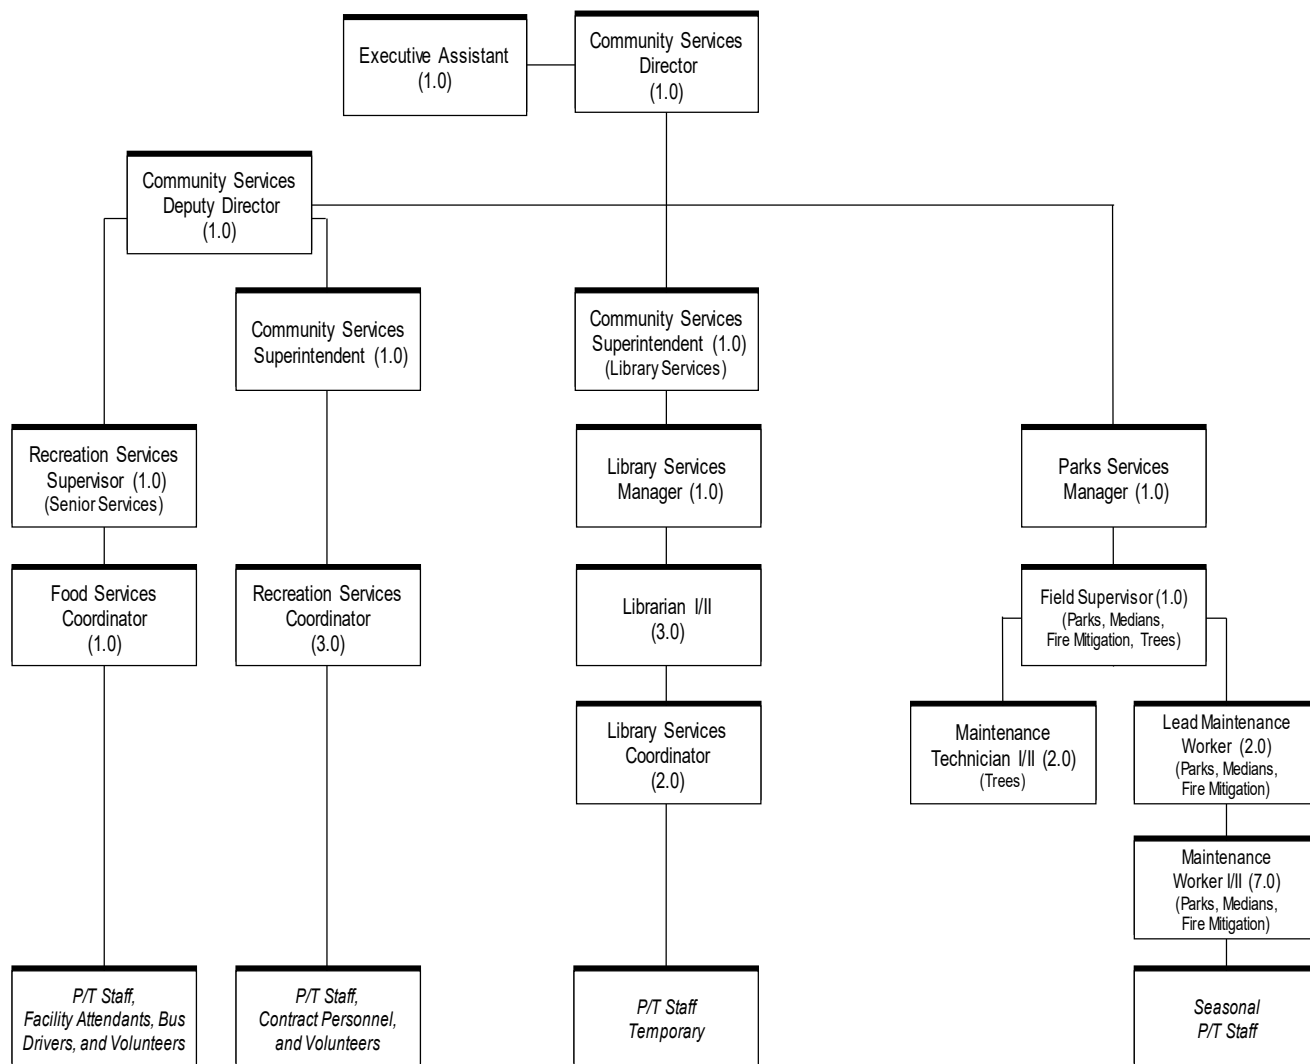 Executive Assistant
(1.0)
Community Services
Director
(1.0)
Community Services
Deputy Director
(1.0)
Community Services
Superintendent (1.0)
Community Services
Superintendent (1.0)
(Library Services)
Recreation Services
Supervisor (1.0)
(Senior Services)
Library Services
Manager (1.0)
Parks Services
Manager (1.0)
Food Services
Coordinator
(1.0)
Recreation Services
Coordinator
(3.0)
Librarian I/II
(3.0)
Field Supervisor (1.0)
(Parks, Medians,
Fire Mitigation, Trees)
Library Services
Coordinator
(2.0)
Maintenance
Technician I/II (2.0)
(Trees)
Lead Maintenance
Worker (2.0)
(Parks, Medians,
Fire Mitigation)
Maintenance
Worker I/II (7.0)
(Parks, Medians,
Fire Mitigation)
P/T Staff,
Facility Attendants, Bus
Drivers, and Volunteers
P/T Staff,
Contract Personnel,
and Volunteers
P/T Staff
Temporary
Seasonal
P/T Staff